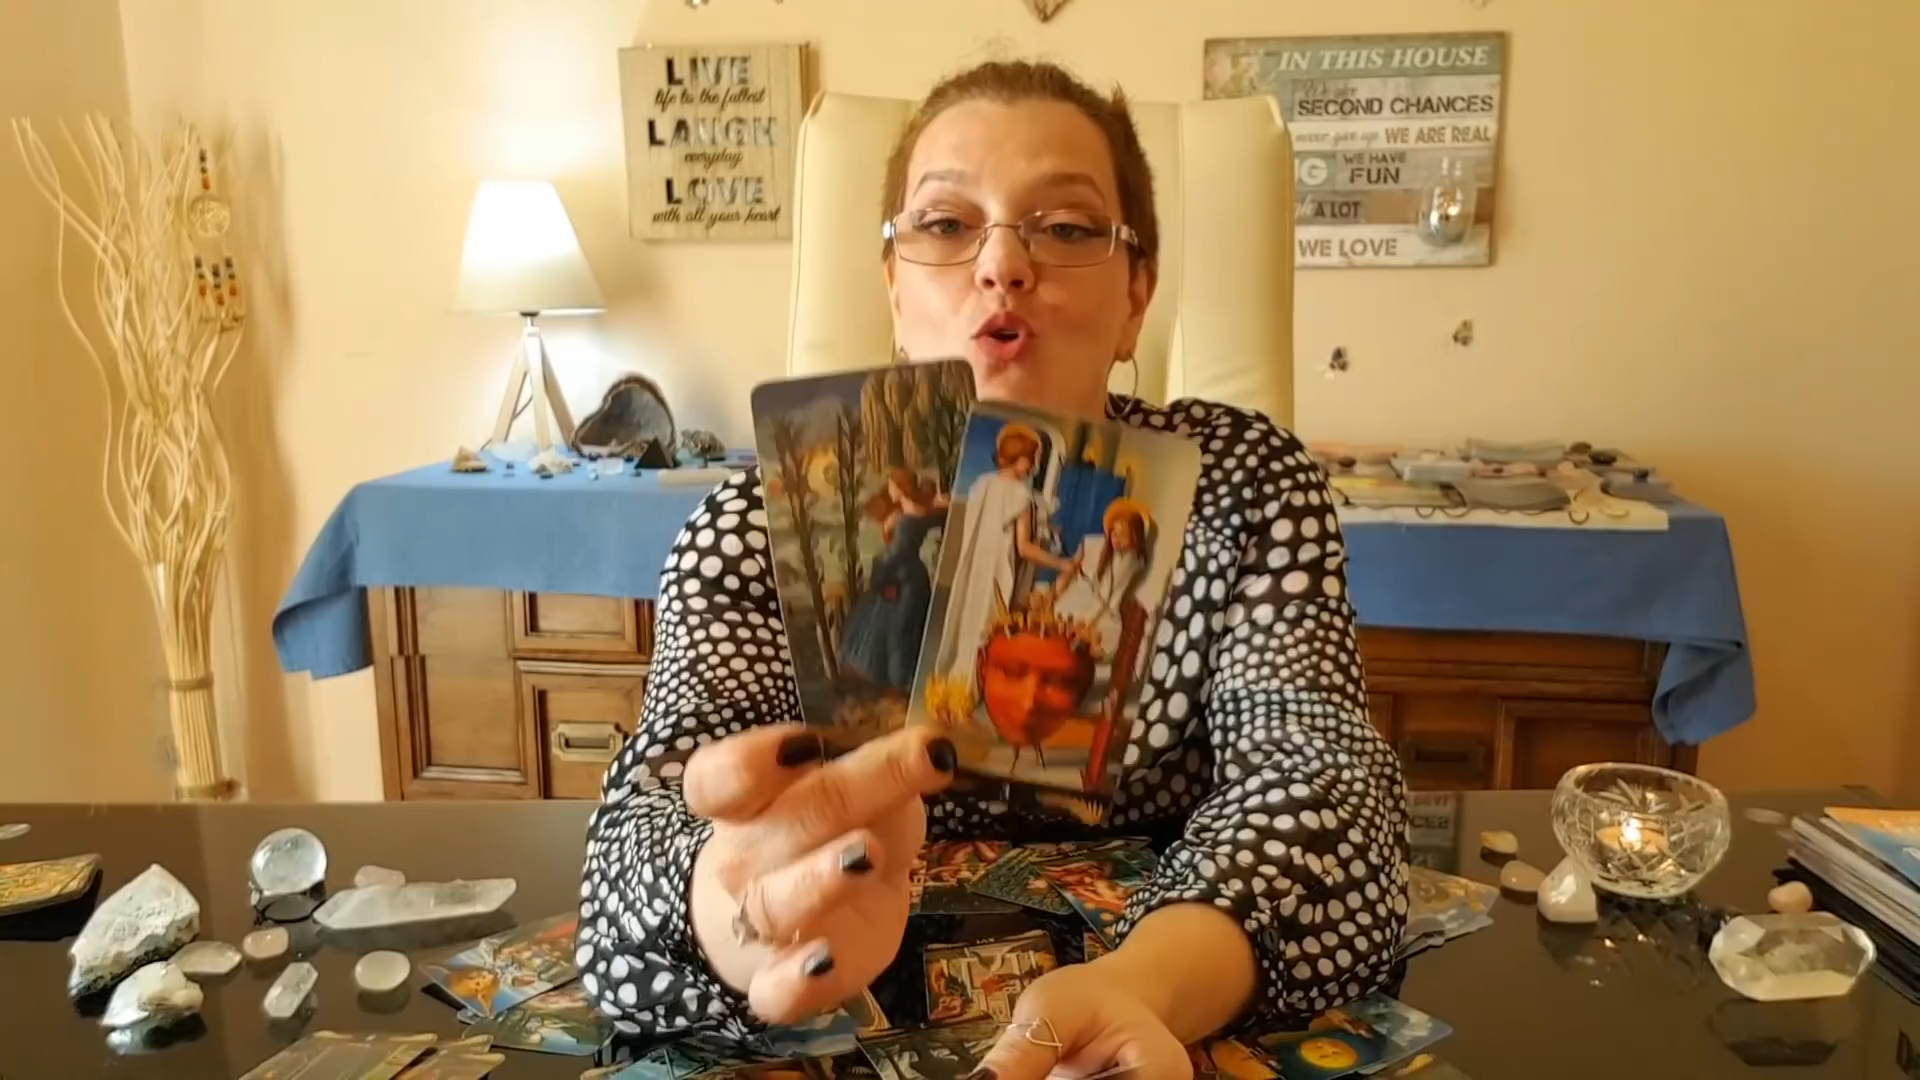 LIVE
life to the fullest
LAUGH
everyday
LOVE
with all your heart
IN THIS HOUSE
SECOND CHANCES
never give up WE ARE REAL
G WE HAVE
FUN
A LOT
WE LOVE